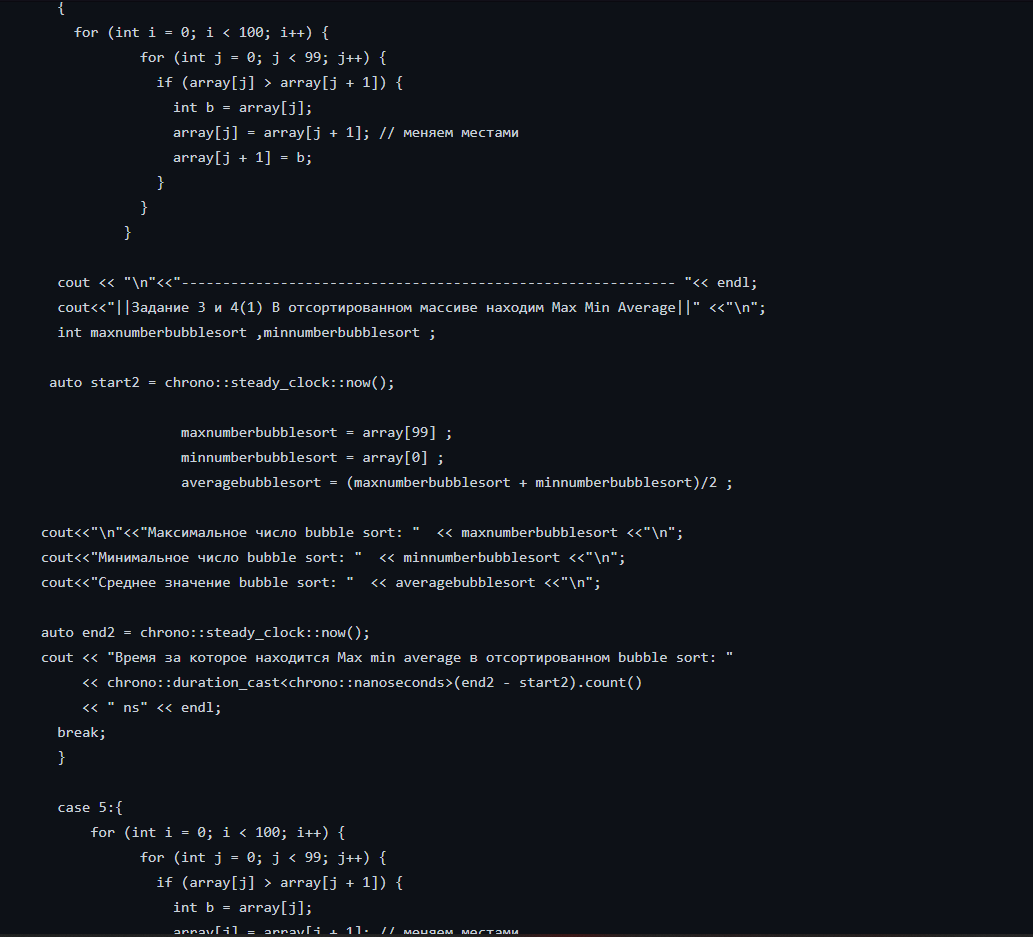 {
for (int i = 0; i < 100; i++) {
for (int j = 0; j < 99; j++) {
if (array[j] > array[j + 1]) {
int b = array[j];
array[j] = array[j + 1]; // меняем местами
array[j + 1] = b;
}
}
}
cout << "\n"<<"------------------------------------------------------------ "<< endl;
cout<<"||Задание 3 и 4(1) В отсортированном массиве находим Max Min Average||" <<"\n";
int maxnumberbubblesort ,minnumberbubblesort ;
auto start2 = chrono::steady_clock::now();
maxnumberbubblesort = array[99] ;
minnumberbubblesort = array[0] ;
averagebubblesort = (maxnumberbubblesort + minnumberbubblesort)/2 ;
cout<<"\n"<<"Максимальное число bubble sort: "  << maxnumberbubblesort <<"\n";
cout<<"Минимальное число bubble sort: "  << minnumberbubblesort <<"\n";
cout<<"Среднее значение bubble sort: "  << averagebubblesort <<"\n";
auto end2 = chrono::steady_clock::now();
cout << "Время за которое находится Max min average в отсортированном bubble sort: "
<< chrono::duration_cast<chrono::nanoseconds>(end2 - start2).count()
<< " ns" << endl;
break;
}
case 5:{
for (int i = 0; i < 100; i++) {
for (int j = 0; j < 99; j++) {
if (array[j] > array[j + 1]) {
int b = array[j];
array[j] = array[j + 1]; // меняем местами